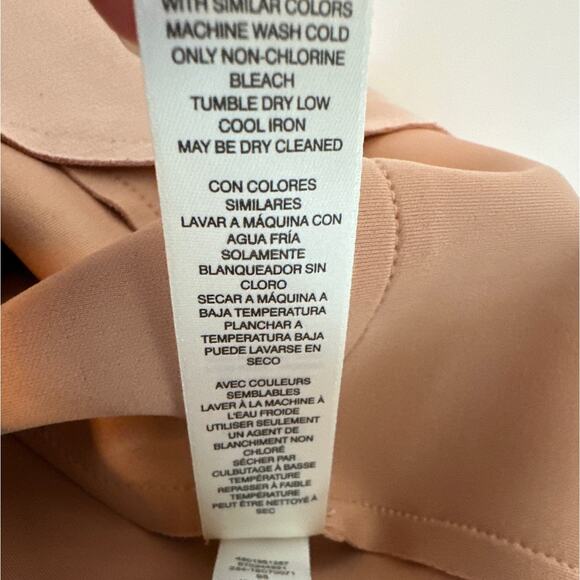 WITH SIMILAR COLORS
MACHINE WASH COLD
ONLY NON-CHLORINE
BLEACH
TUMBLE DRY LOW
COOL IRON
MAY BE DRY CLEANED
CON COLORES
SIMILARES
LAVAR A MÁQUINA CON
AGUA FRÍA
SOLAMENTE
BLANQUEADOR SIN
CLORO
SECAR A MÁQUINA A
BAJA TEMPERATURA
PLANCHAR A
TEMPERATURA BAJA
PUEDE LAVARSE EN
SECO
AVEC COULEURS
SEMBLABLES
LAVER À LA MACHINE À
L'EAU FROIDE
UTILISER SEULEMENT
UN AGENT DE
BLANCHIMENT NON
CHLORÉ
SÉCHER PAR
CULBUTAGE À BASSE
TEMPÉRATURE
REPASSER À FAIBLE
TEMPÉRATURE
PEUT ÊTRE NETTOYÉ À
SEC